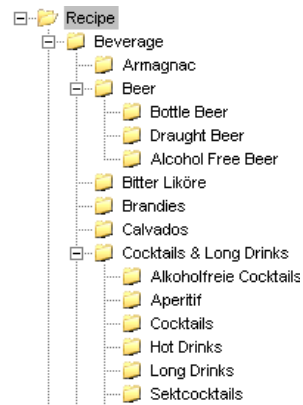 Recipe
Beverage
Armagnac
Beer
Bottle Beer
Draught Beer
Alcohol Free Beer
Bitter Liköre
Brandies
Calvados
Cocktails & Long Drinks
Alkoholfreie Cocktails
Aperitif
Cocktails
Hot Drinks
Long Drinks
Sektcocktails